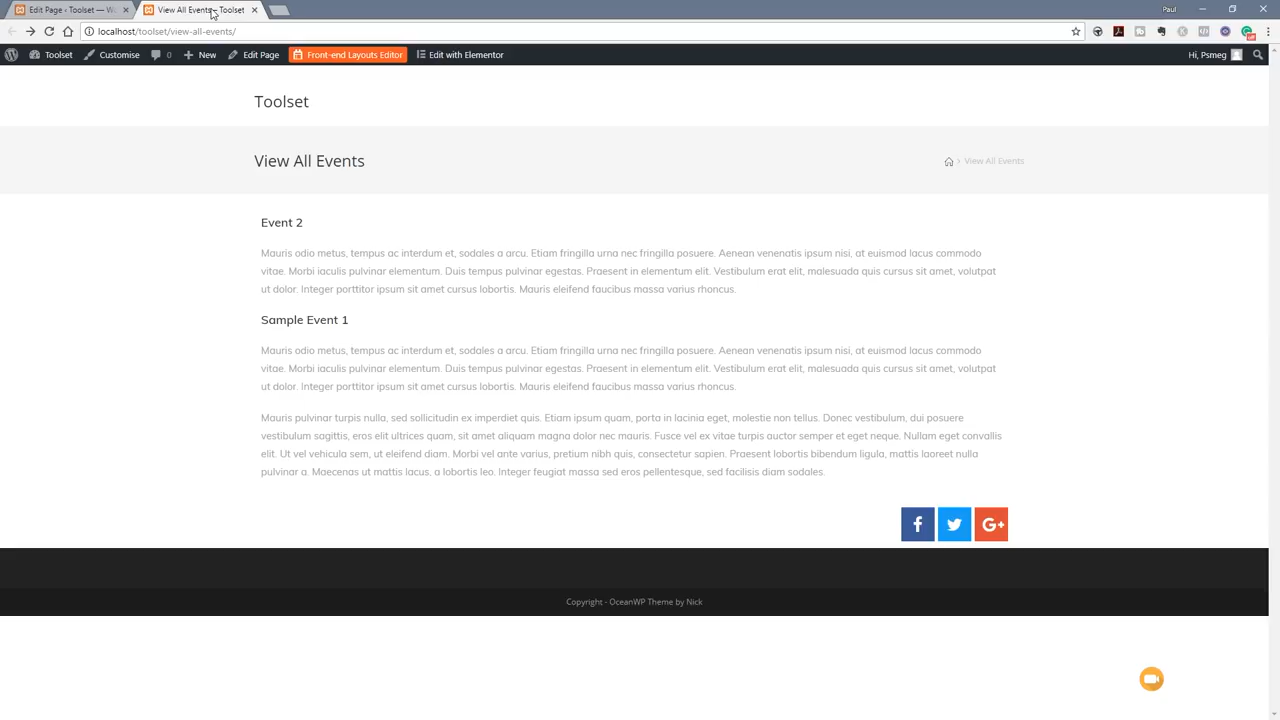 Edit Page ‹ Toolset — W
View All Events – Toolset
Paul
localhost/toolset/view-all-events/
Toolset
Customise
0
New
Edit Page
Front-end Layouts Editor
Edit with Elementor
Hi, Psmeg
Toolset
View All Events
View All Events
Event 2
Mauris odio metus, tempus ac interdum et, sodales a arcu. Etiam fringilla urna nec fringilla posuere. Aenean venenatis ipsum nisi, at euismod lacus commodo
vitae. Morbi iaculis pulvinar elementum. Duis tempus pulvinar egestas. Praesent in elementum elit. Vestibulum erat elit, malesuada quis cursus sit amet, volutpat
ut dolor. Integer porttitor ipsum sit amet cursus lobortis. Mauris eleifend faucibus massa varius rhoncus.
Sample Event 1
Mauris odio metus, tempus ac interdum et, sodales a arcu. Etiam fringilla urna nec fringilla posuere. Aenean venenatis ipsum nisi, at euismod lacus commodo
vitae. Morbi iaculis pulvinar elementum. Duis tempus pulvinar egestas. Praesent in elementum elit. Vestibulum erat elit, malesuada quis cursus sit amet, volutpat
ut dolor. Integer porttitor ipsum sit amet cursus lobortis. Mauris eleifend faucibus massa varius rhoncus.
Mauris pulvinar turpis nulla, sed sollicitudin ex imperdiet quis. Etiam ipsum quam, porta in lacinia eget, molestie non tellus. Donec vestibulum, dui posuere
vestibulum sagittis, eros elit ultrices quam, sit amet aliquam magna dolor nec mauris. Fusce vel ex vitae turpis auctor semper et eget neque. Nullam eget convallis
elit. Ut vel vehicula sem, ut eleifend diam. Morbi vel ante varius, pretium nibh quis, consectetur sapien. Praesent lobortis bibendum ligula, mattis laoreet nulla
pulvinar a. Maecenas ut mattis lacus, a lobortis leo. Integer feugiat massa sed eros pellentesque, sed facilisis diam sodales.
Copyright - OceanWP Theme by Nick